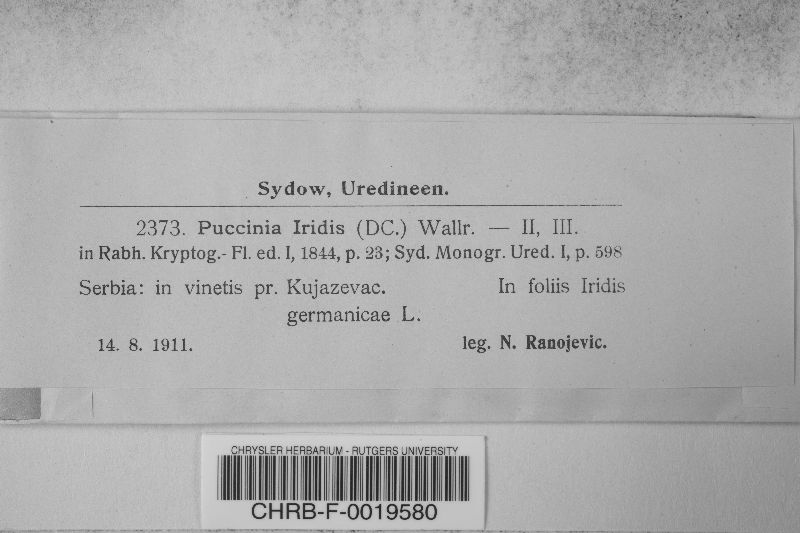 Sydow, Uredineen.
2373. Puccinia Iridis (DC.) Wallr. — II, III.
in Rabh. Kryptog.- Fl. ed. I, 1844, p. 23; Syd. Monogr. Ured. I, p. 598
Serbia: in vinetis pr. Kujazevac. In foliis Iridis
germanicae L.
14. 8. 1911. leg. N. Ranojevic.
CHRYSLER HERBARIUM - RUTGERS UNIVERSITY
CHRB-F-0019580